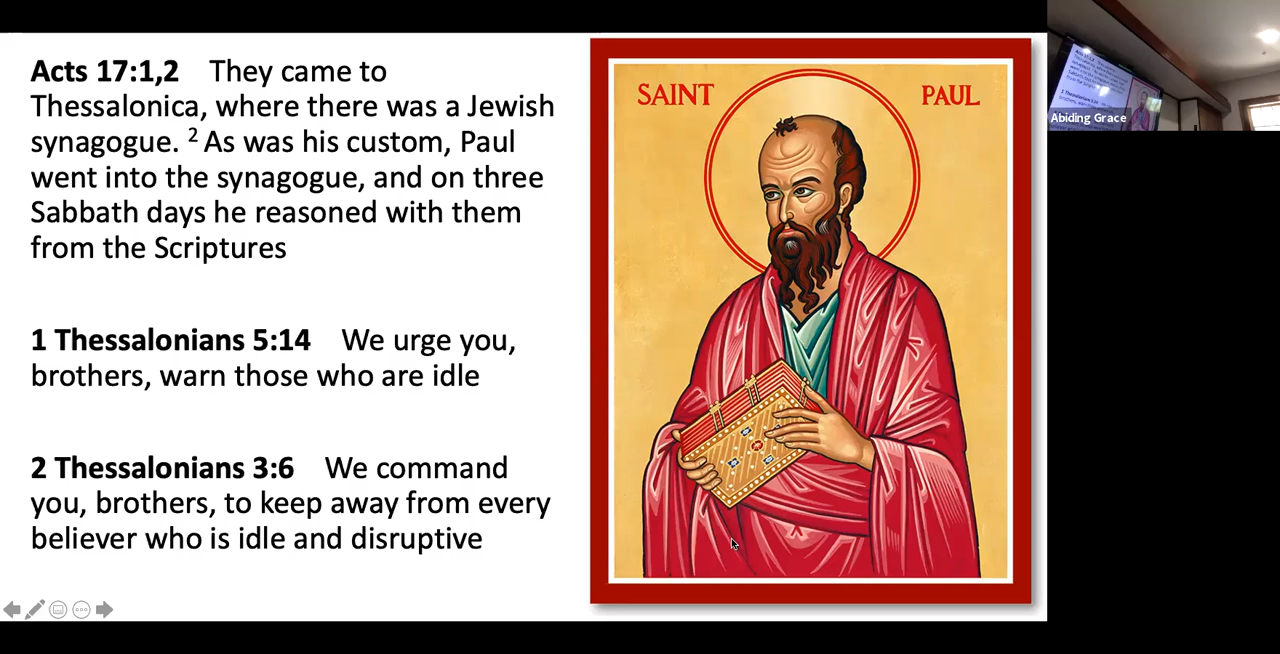 Acts 17:1,2 They came to
Thessalonica, where there was a Jewish
synagogue. 2 As was his custom, Paul
went into the synagogue, and on three
Sabbath days he reasoned with them
from the Scriptures
1 Thessalonians 5:14 We urge you,
brothers, warn those who are idle
2 Thessalonians 3:6 We command
you, brothers, to keep away from every
believer who is idle and disruptive
SAINT PAUL
Abiding Grace